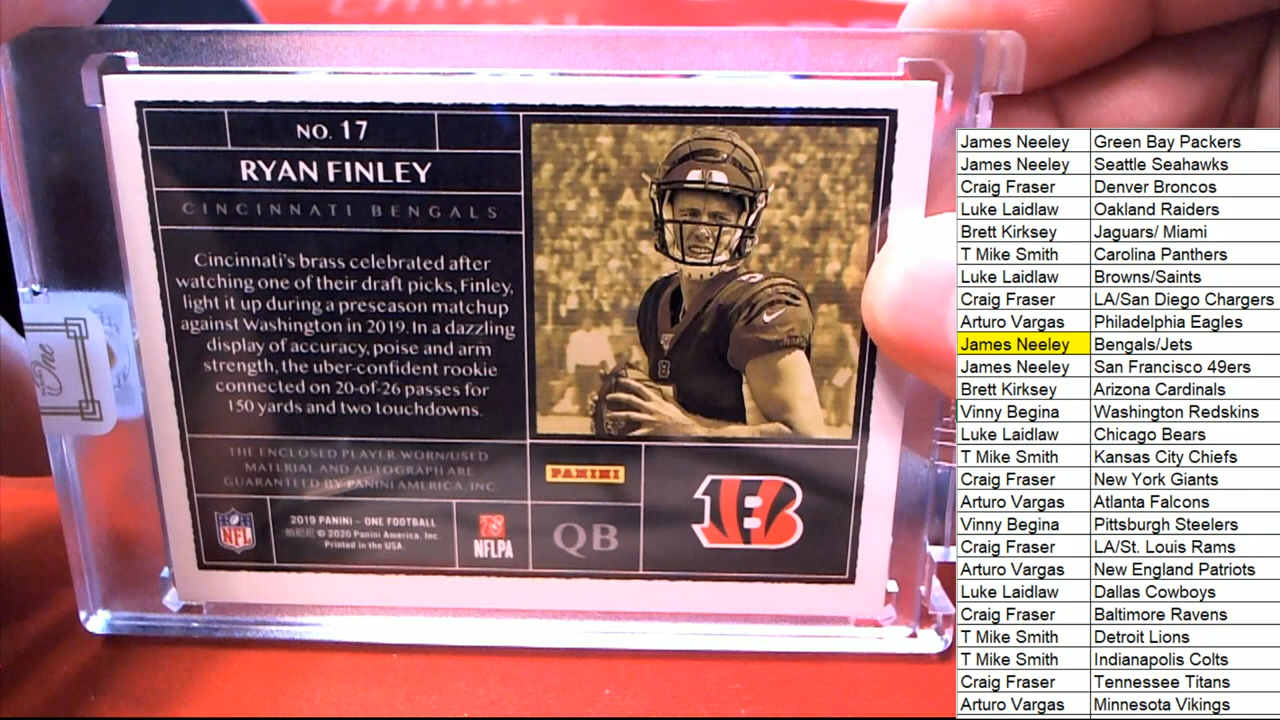 NO. 17
RYAN FINLEY
CINCINNATI BENGALS
Cincinnati's brass celebrated after
watching one of their draft picks, Finley,
light it up during a preseason matchup
against Washington in 2019. In a dazzling
display of accuracy, poise and arm
strength, the uber-confident rookie
connected on 20-of-26 passes for
150 yards and two touchdowns.
THE ENCLOSED PLAYER WORN/USED
MATERIAL AND AUTOGRAPH ARE
GUARANTEED BY PANINI AMERICA, INC.
PANINI
NFL
2019 PANINI - ONE FOOTBALL
© 2020 Panini America, Inc.
Printed in the USA.
NFLPA
QB
B
One
James Neeley Green Bay Packers
James Neeley Seattle Seahawks
Craig Fraser Denver Broncos
Luke Laidlaw Oakland Raiders
Brett Kirksey Jaguars/ Miami
T Mike Smith Carolina Panthers
Luke Laidlaw Browns/Saints
Craig Fraser LA/San Diego Chargers
Arturo Vargas Philadelphia Eagles
James Neeley Bengals/Jets
James Neeley San Francisco 49ers
Brett Kirksey Arizona Cardinals
Vinny Begina Washington Redskins
Luke Laidlaw Chicago Bears
T Mike Smith Kansas City Chiefs
Craig Fraser New York Giants
Arturo Vargas Atlanta Falcons
Vinny Begina Pittsburgh Steelers
Craig Fraser LA/St. Louis Rams
Arturo Vargas New England Patriots
Luke Laidlaw Dallas Cowboys
Craig Fraser Baltimore Ravens
T Mike Smith Detroit Lions
T Mike Smith Indianapolis Colts
Craig Fraser Tennessee Titans
Arturo Vargas Minnesota Vikings